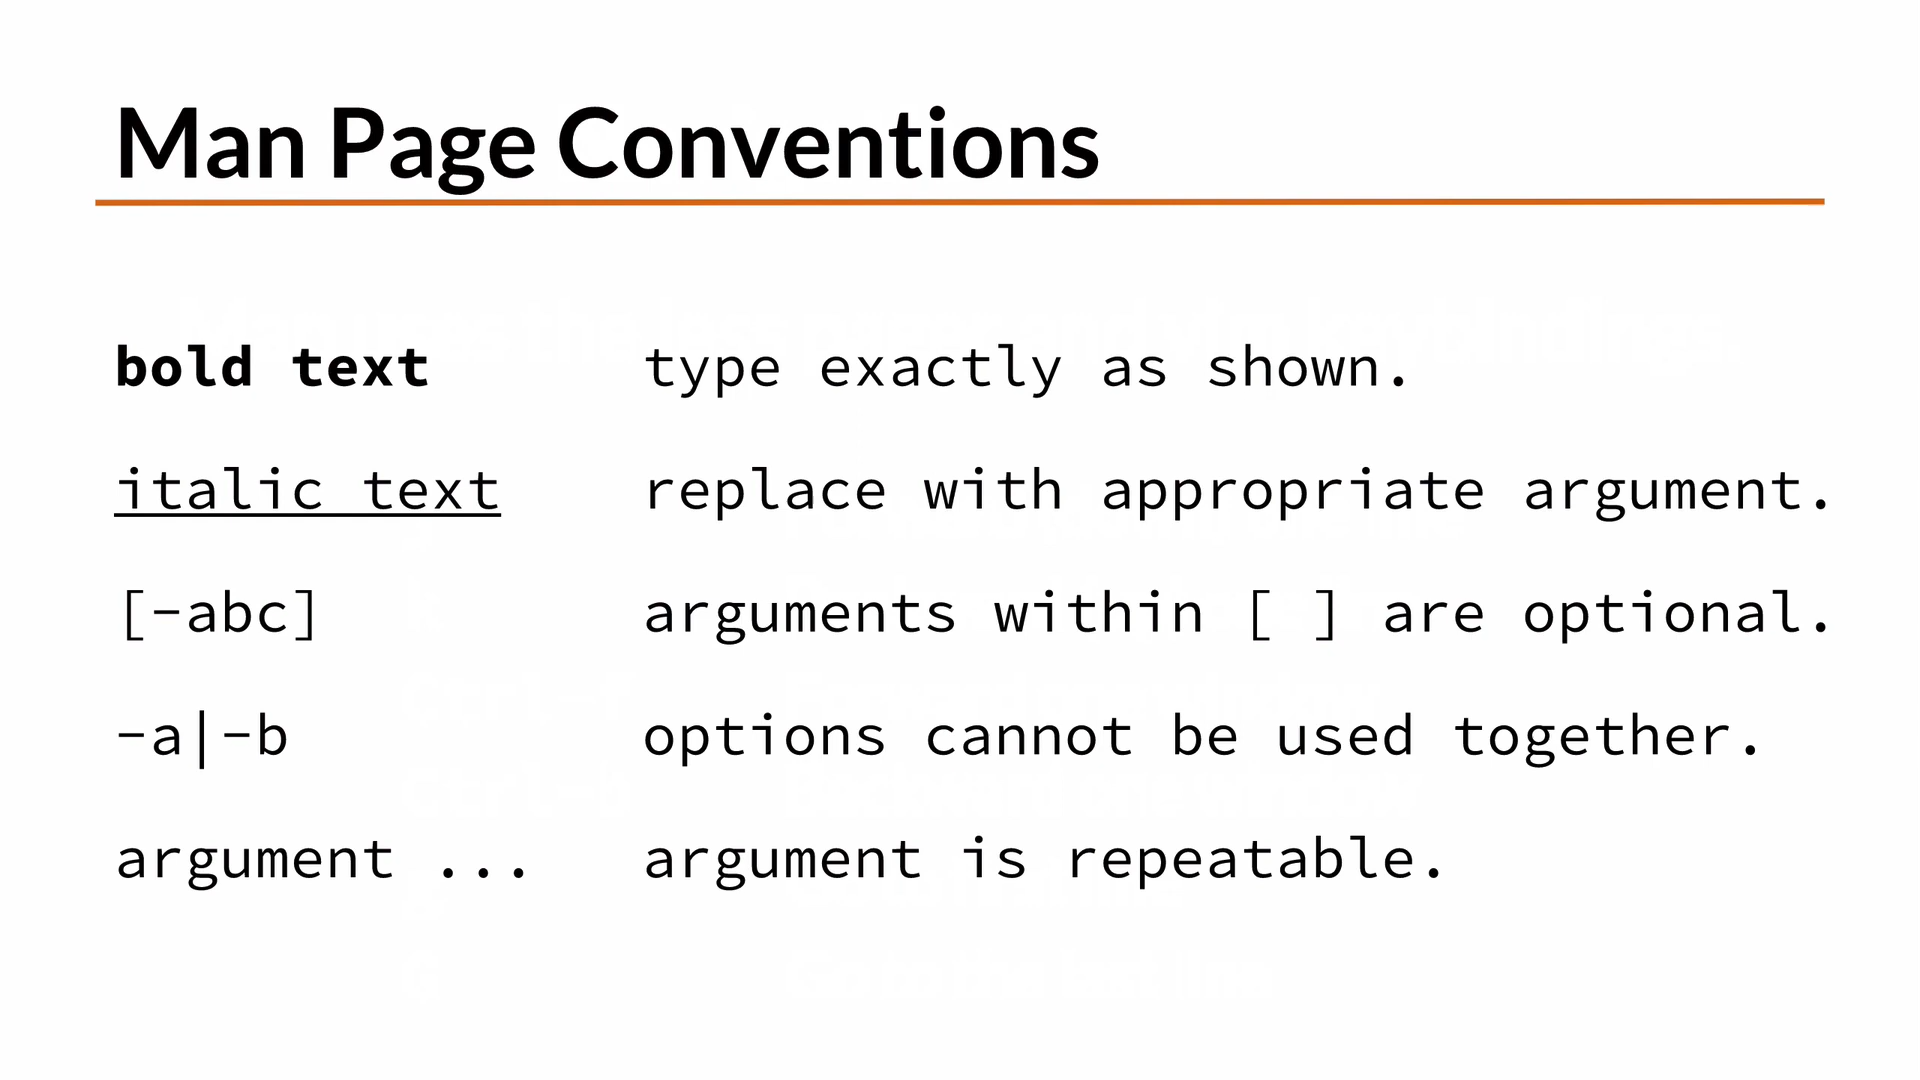 Man Page Conventions
bold text type exactly as shown.
italic text replace with appropriate argument.
[-abc] arguments within [ ] are optional.
-a|-b options cannot be used together.
argument ... argument is repeatable.